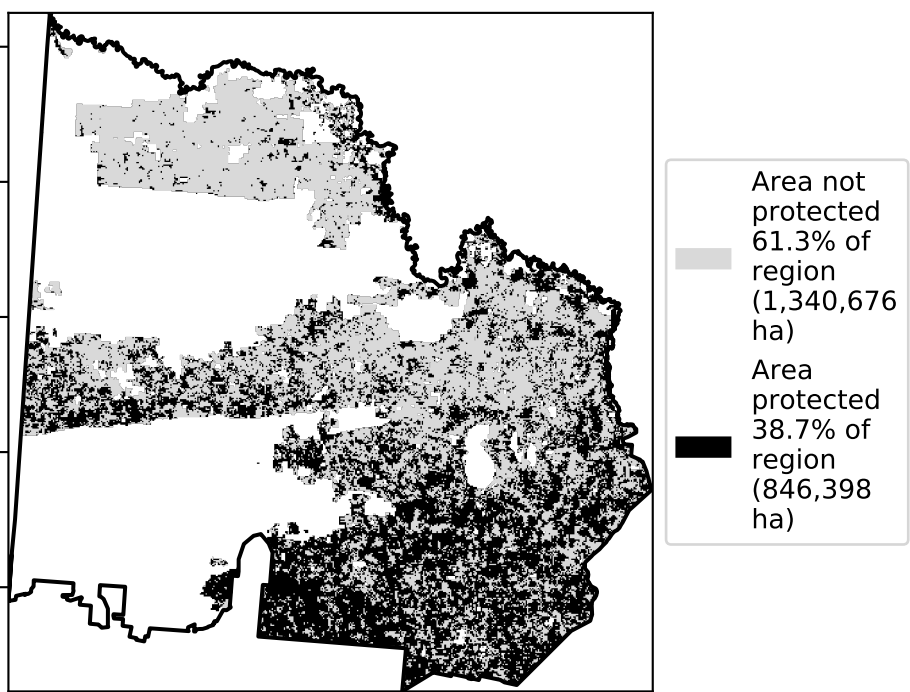 Area not
protected
61.3% of
region
(1,340,676
ha)
Area
protected
38.7% of
region
(846,398
ha)